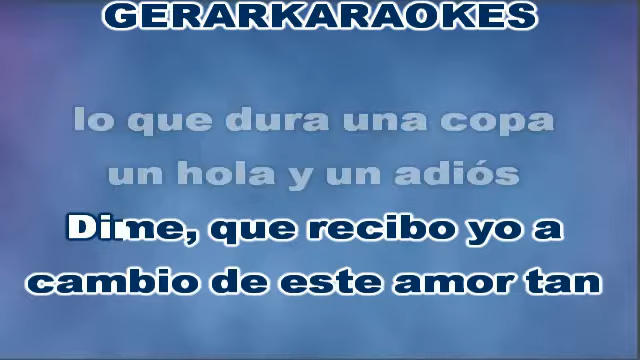 GERARKARAOKES
lo que dura una copa
un hola y un adiós
Dime, que recibo yo a
cambio de este amor tan